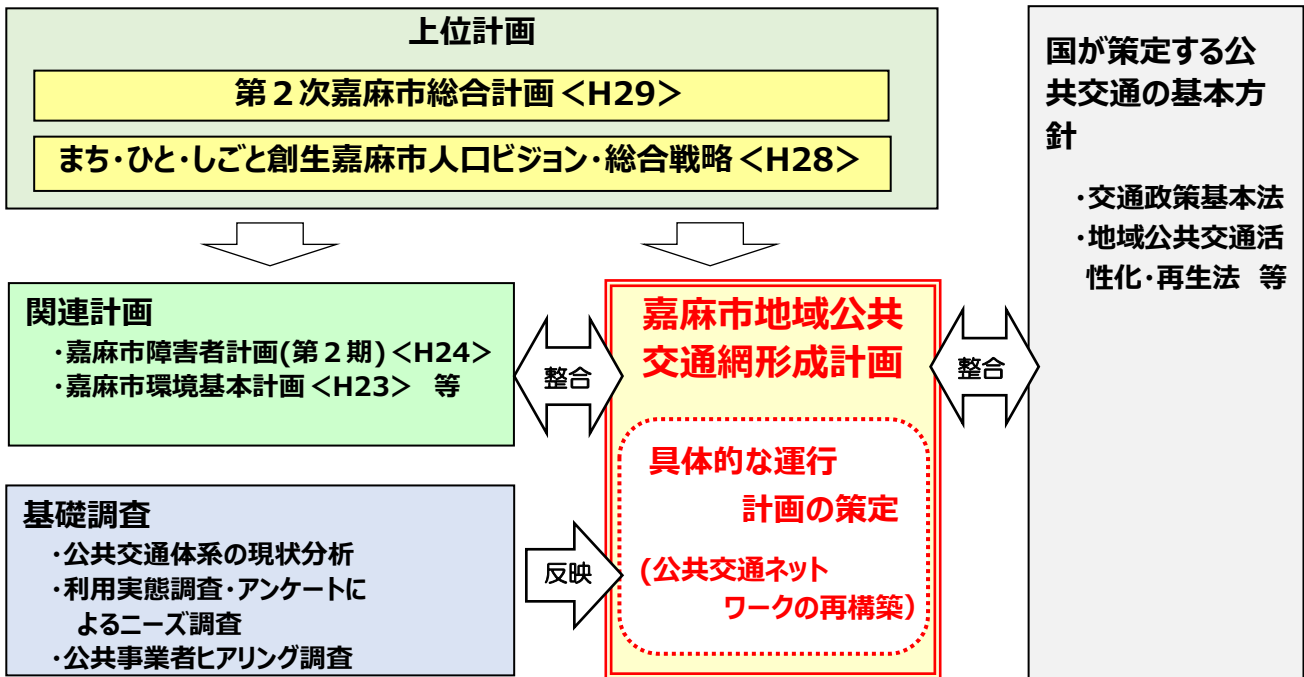 上位計画
第２次嘉麻市総合計画＜H29＞
まち・ひと・しごと創生嘉麻市人口ビジョン・総合戦略＜H28＞
国が策定する公
共交通の基本方
針
・交通政策基本法
・地域公共交通活
性化・再生法 等
関連計画
・嘉麻市障害者計画(第２期)＜H24＞
・嘉麻市環境基本計画＜H23＞ 等
整合
嘉麻市地域公共
交通網形成計画
整合
具体的な運行
計画の策定
(公共交通ネット
ワークの再構築）
基礎調査
・公共交通体系の現状分析
・利用実態調査・アンケートに
よるニーズ調査
・公共事業者ヒアリング調査
反映